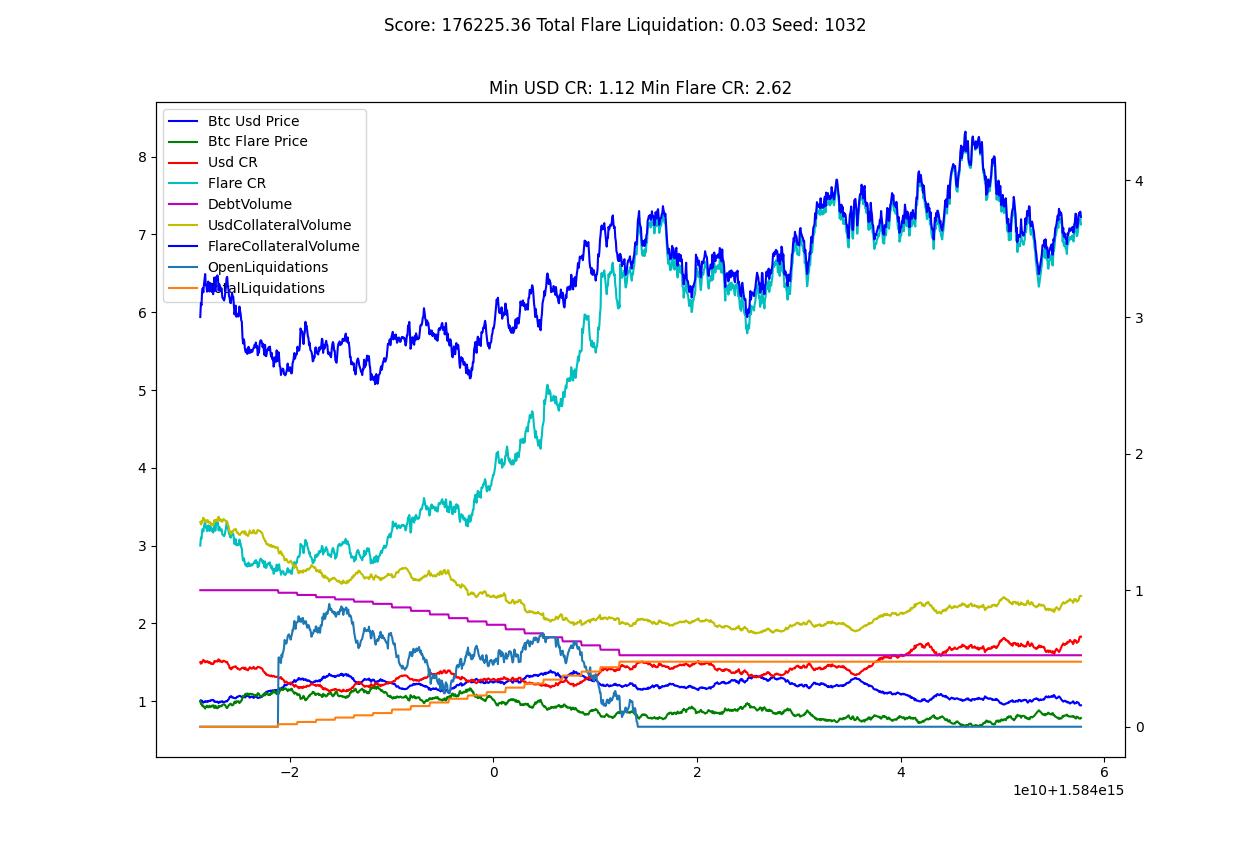 Score: 176225.36 Total Flare Liquidation: 0.03 Seed: 1032
Min USD CR: 1.12 Min Flare CR: 2.62
Btc Usd Price
Btc Flare Price
Usd CR
Flare CR
DebtVolume
UsdCollateralVolume
FlareCollateralVolume
OpenLiquidations
TotalLiquidations
8
7
6
5
4
3
2
1
4
3
2
1
0
−2
0
2
4
6
1e10+1.584e15